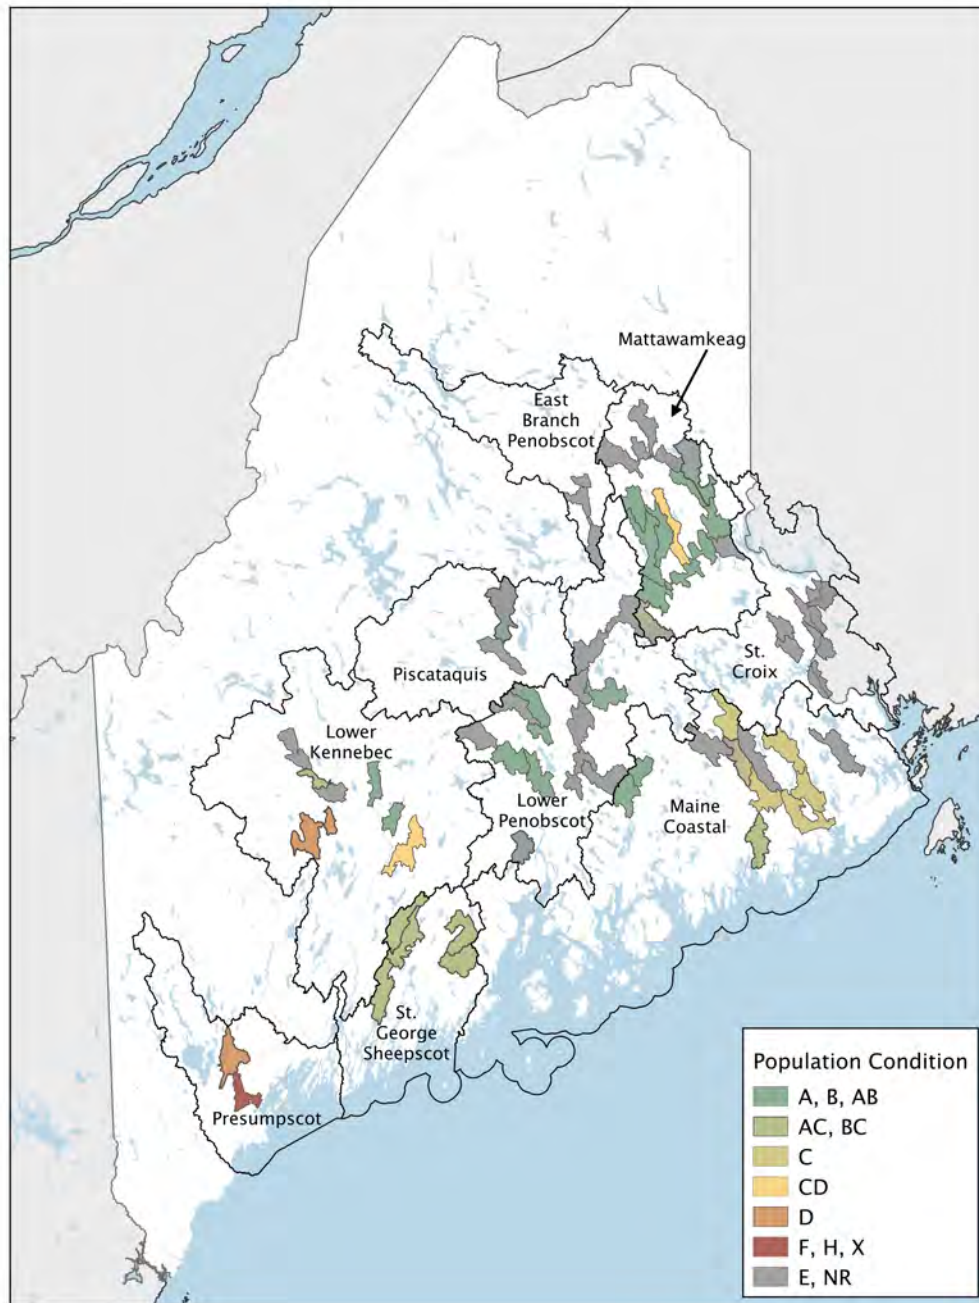 Mattawamkeag
East
Branch
Penobscot
Piscataquis
St.
Croix
Lower
Kennebec
Lower
Penobscot
Maine
Coastal
St.
George
Sheepscot
Presumpscot
Population Condition
A, B, AB
AC, BC
C
CD
D
F, H, X
E, NR